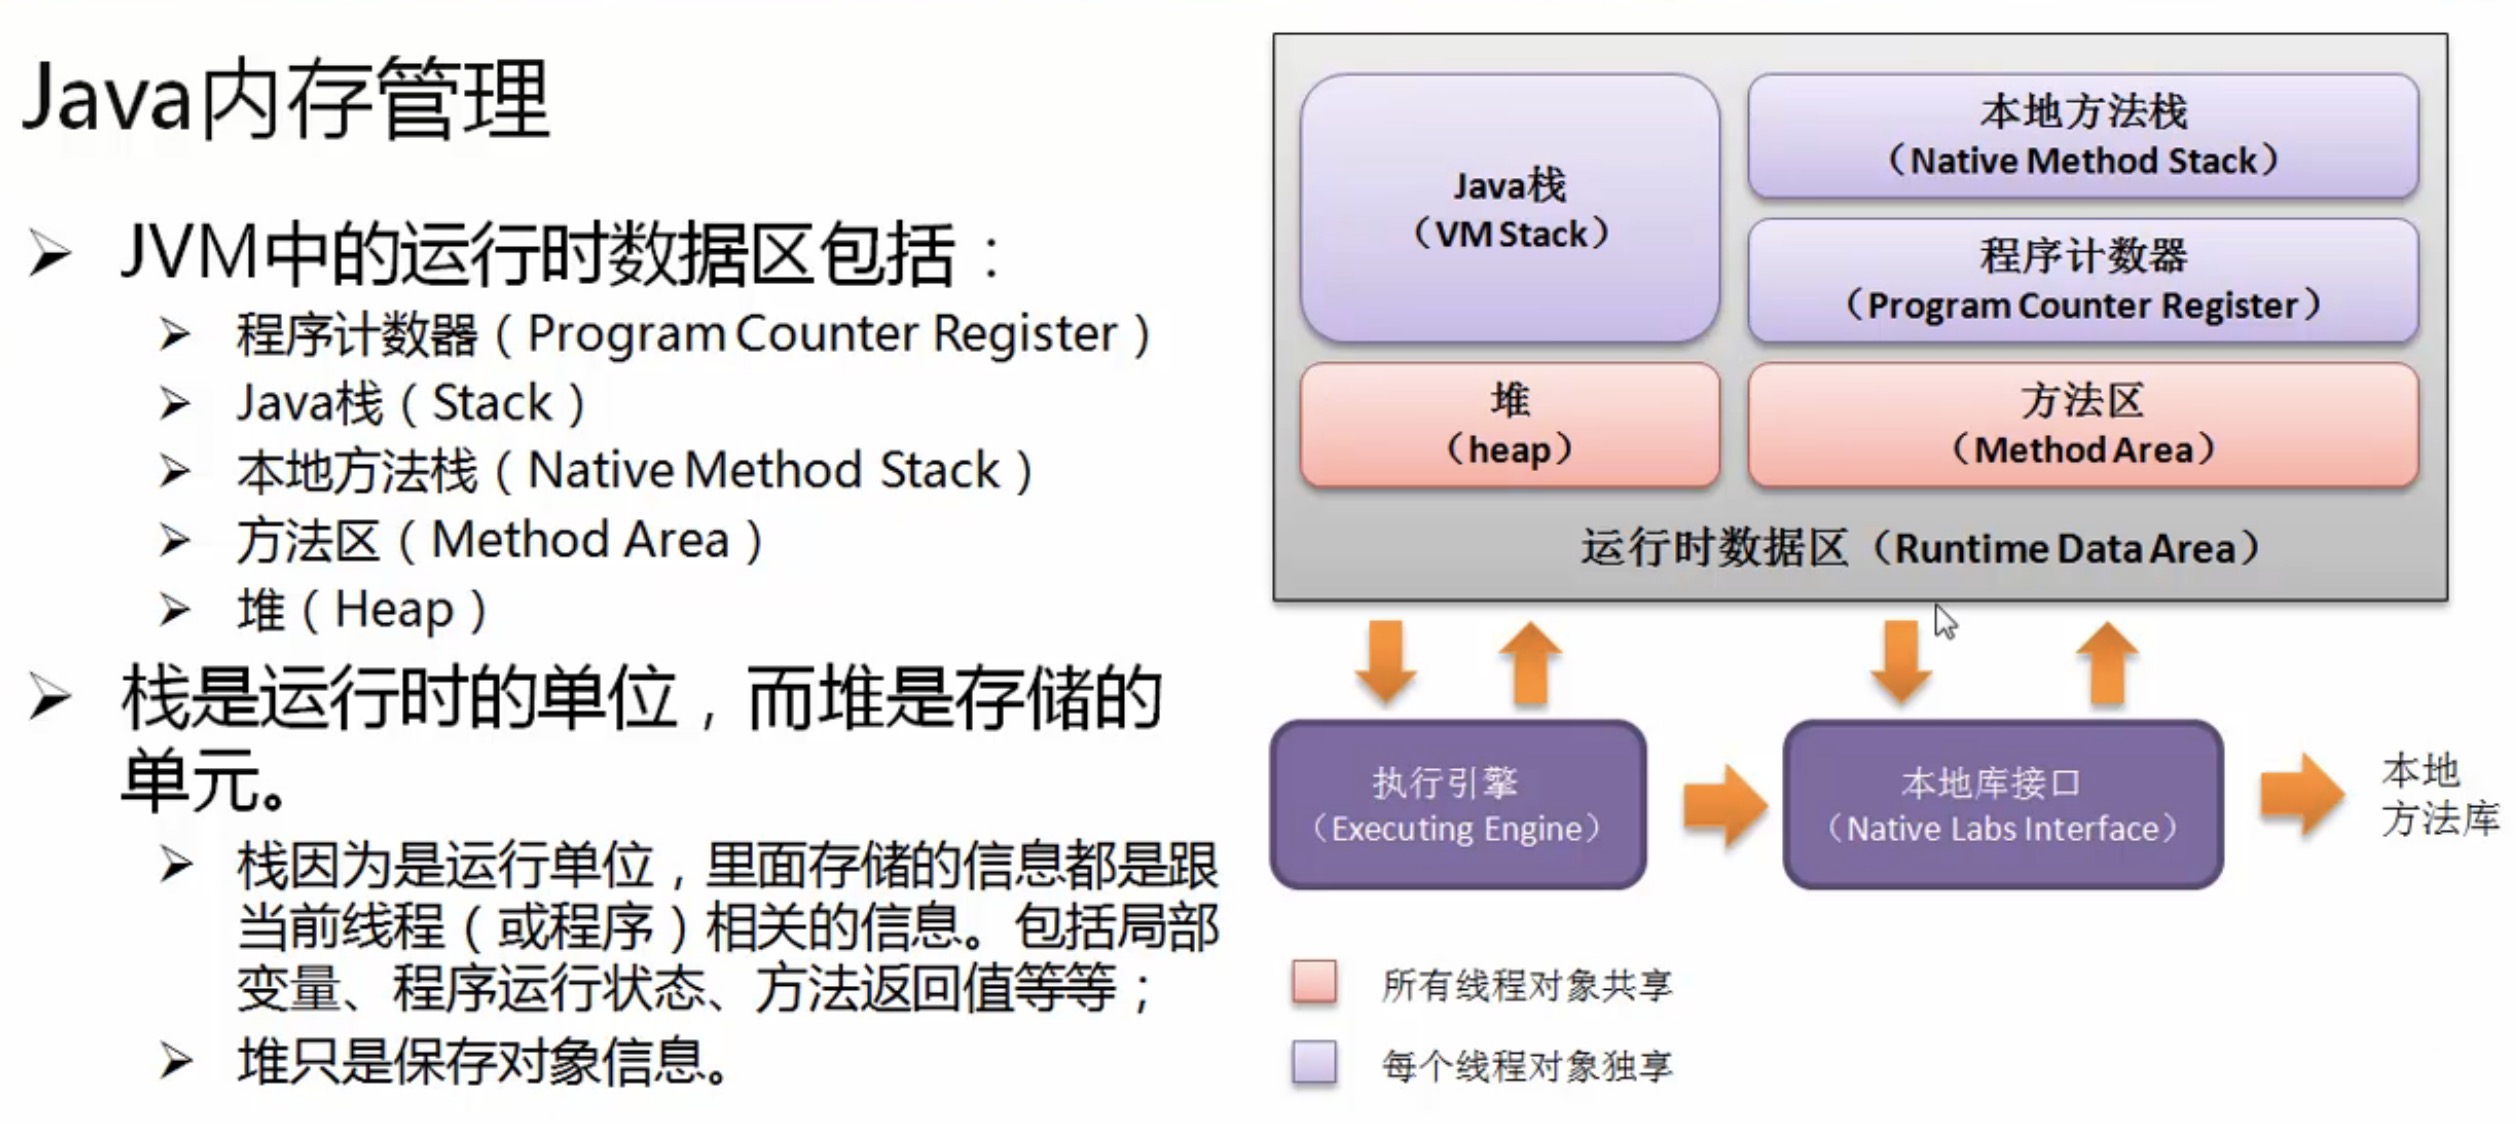 Java内存管理
JVM中的运行时数据区包括：
程序计数器（Program Counter Register）
Java栈（Stack）
本地方法栈（Native Method Stack）
方法区（Method Area）
堆（Heap）
栈是运行时的单位，而堆是存储的
单元。
栈因为是运行单位，里面存储的信息都是跟
当前线程（或程序）相关的信息。包括局部
变量、程序运行状态、方法返回值等等；
堆只是保存对象信息。
Java栈
（VM Stack）
本地方法栈
（Native Method Stack）
程序计数器
（Program Counter Register）
堆
（heap）
方法区
（Method Area）
运行时数据区（Runtime Data Area）
执行引擎
（Executing Engine）
本地库接口
（Native Labs Interface）
本地
方法库
所有线程对象共享
每个线程对象独享